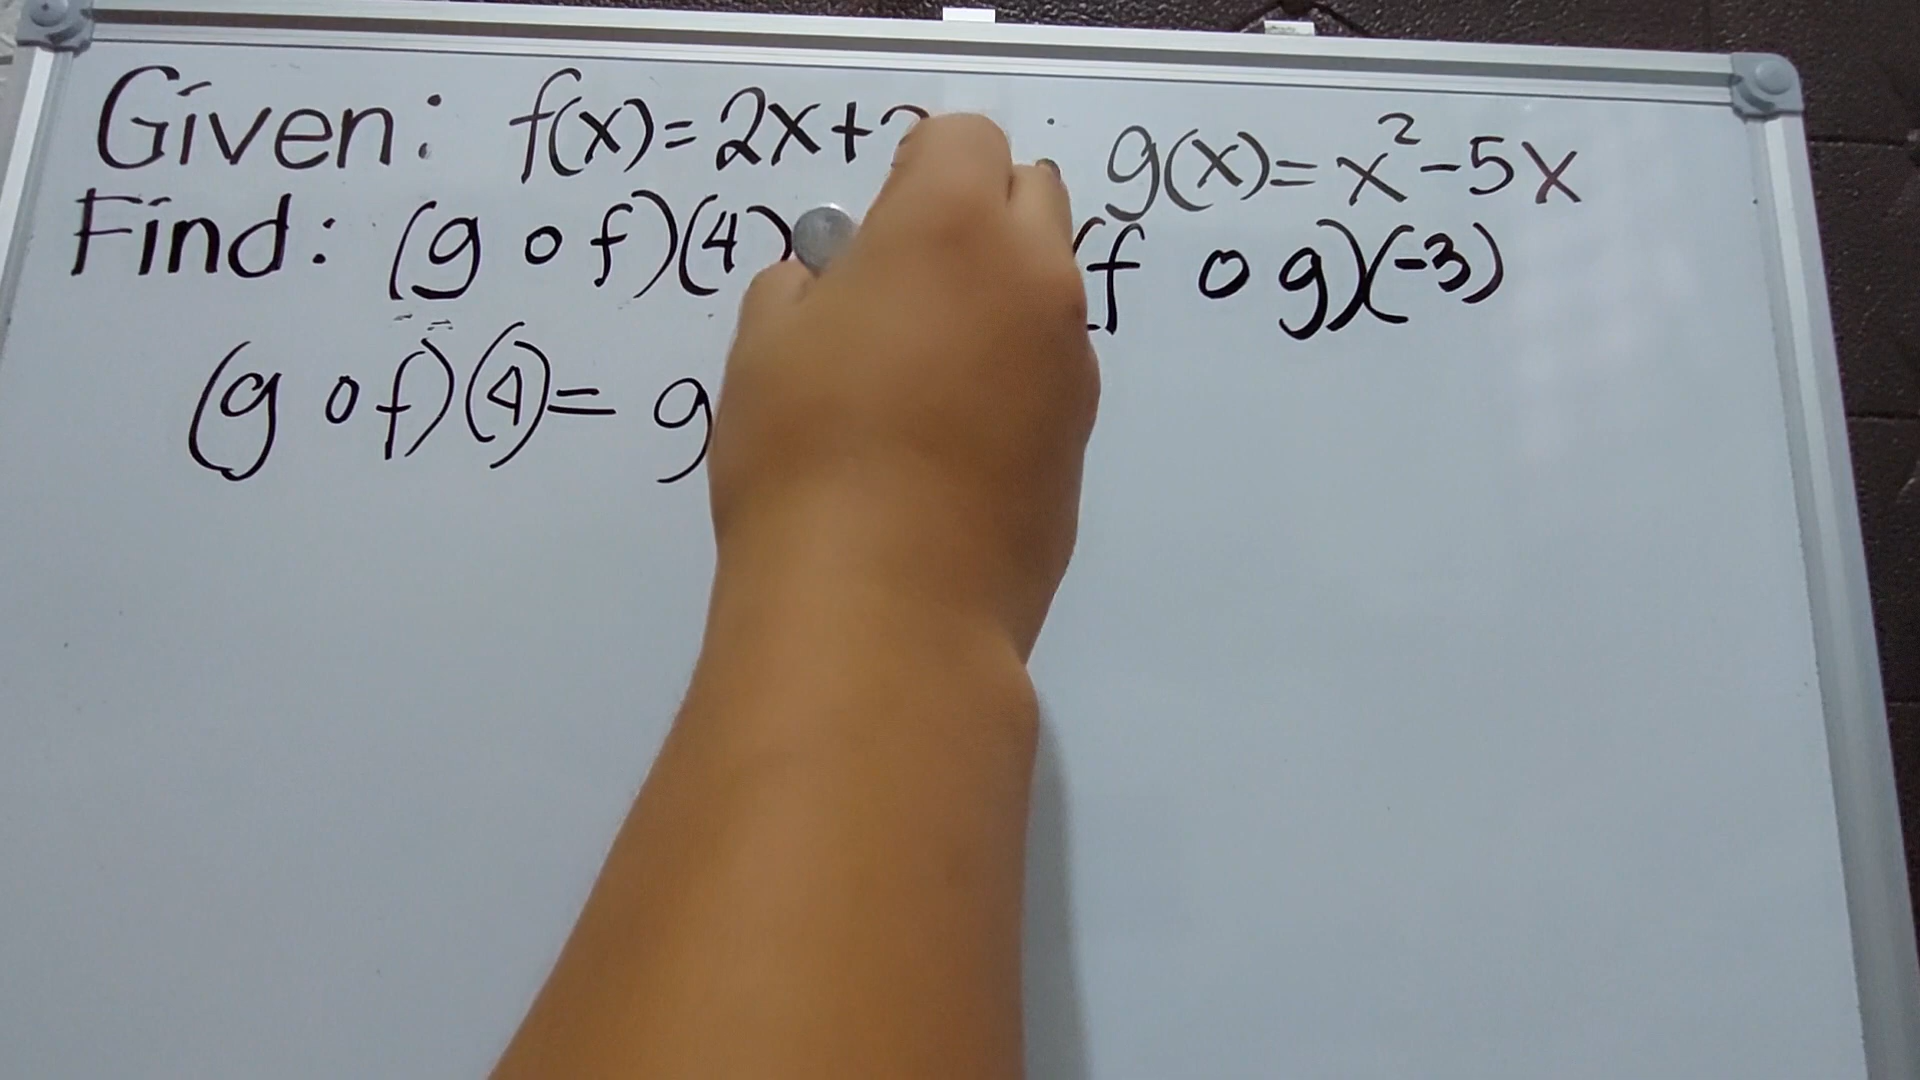 Given: f(x)=2x+ ; g(x)=x²-5x
Find: (g o f)(4) (f o g)(-3)
(g o f)(4)= g